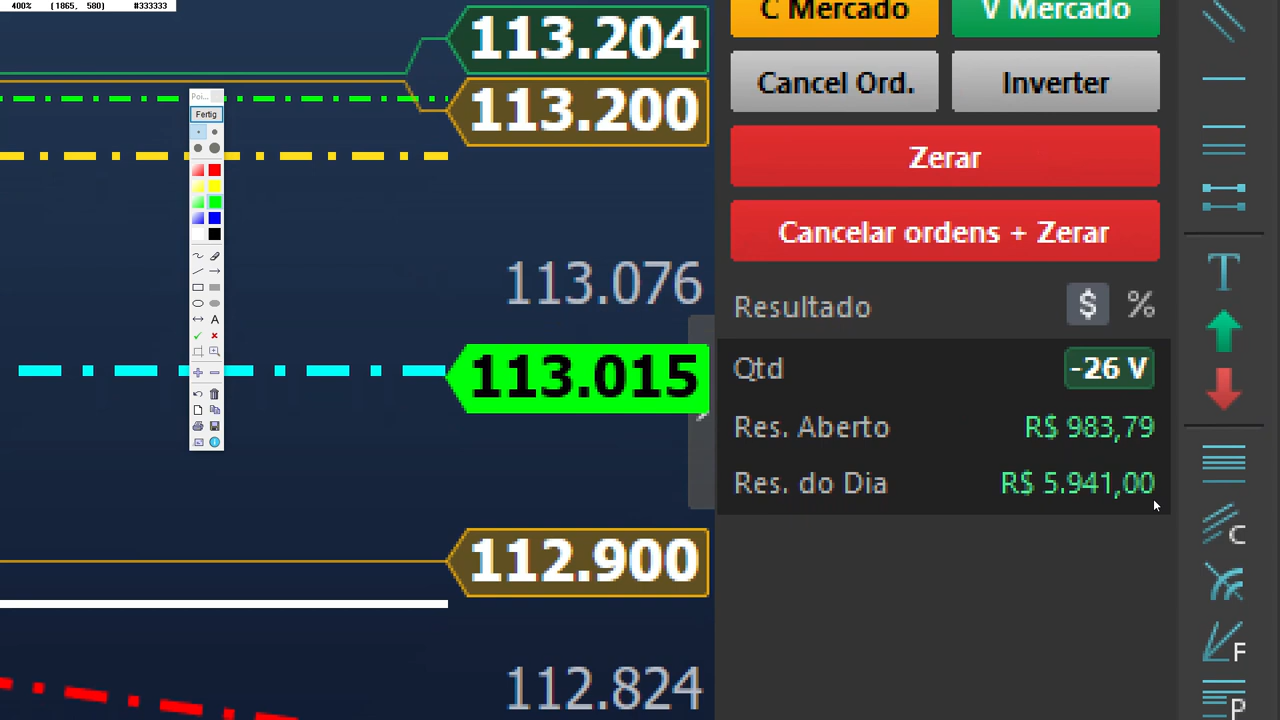 400% (1865, 580) #333333
113.204
113.200
Poi...
Fertig
A
113.076
113.015
112.900
112.824
C Mercado
V Mercado
Cancel Ord.
Inverter
Zerar
Cancelar ordens + Zerar
Resultado $ %
Qtd -26 V
Res. Aberto R$ 983,79
Res. do Dia R$ 5.941,00
T
C
F
P